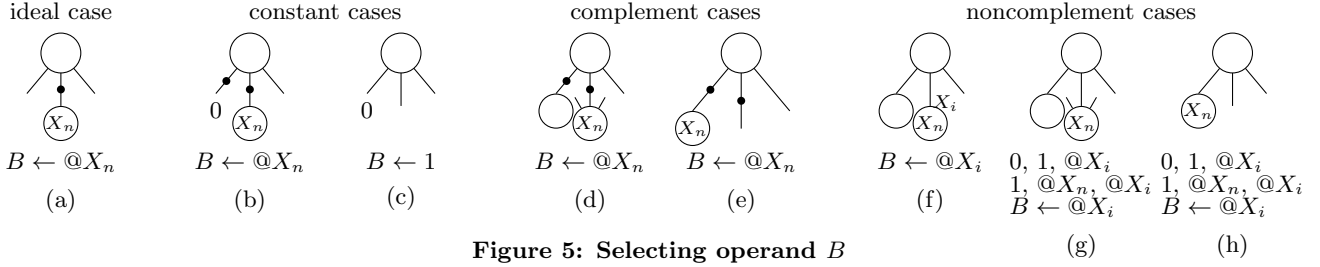 ideal case constant cases complement cases noncomplement cases
0 0 X_i
X_n X_n X_n X_n X_n X_n X_n
B ← @X_n B ← @X_n B ← 1 B ← @X_n B ← @X_n B ← @X_i 0, 1, @X_i 0, 1, @X_i
1, @X_n, @X_i 1, @X_n, @X_i
B ← @X_i B ← @X_i
(a) (b) (c) (d) (e) (f) (g) (h)
Figure 5: Selecting operand B